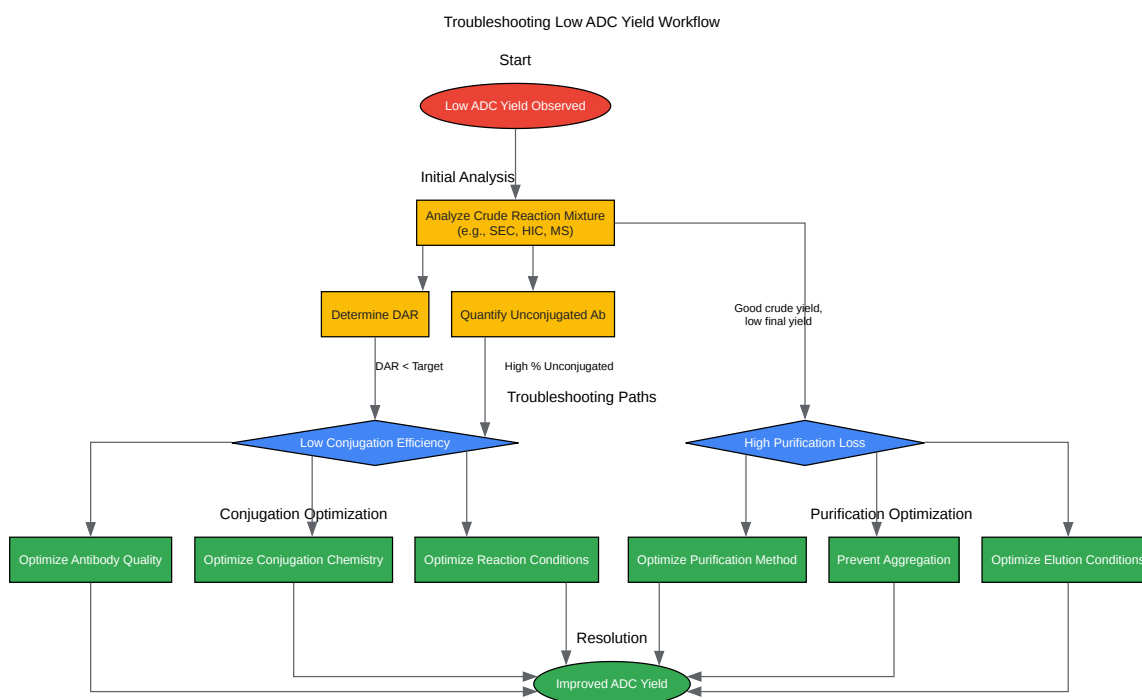 Troubleshooting Low ADC Yield Workflow
Start
Low ADC Yield Observed
Initial Analysis
Analyze Crude Reaction Mixture
(e.g., SEC, HIC, MS)
Determine DAR
Quantify Unconjugated Ab
Good crude yield,
low final yield
DAR < Target
High % Unconjugated
Troubleshooting Paths
Low Conjugation Efficiency
High Purification Loss
Conjugation Optimization
Purification Optimization
Optimize Antibody Quality
Optimize Conjugation Chemistry
Optimize Reaction Conditions
Optimize Purification Method
Prevent Aggregation
Optimize Elution Conditions
Resolution
Improved ADC Yield